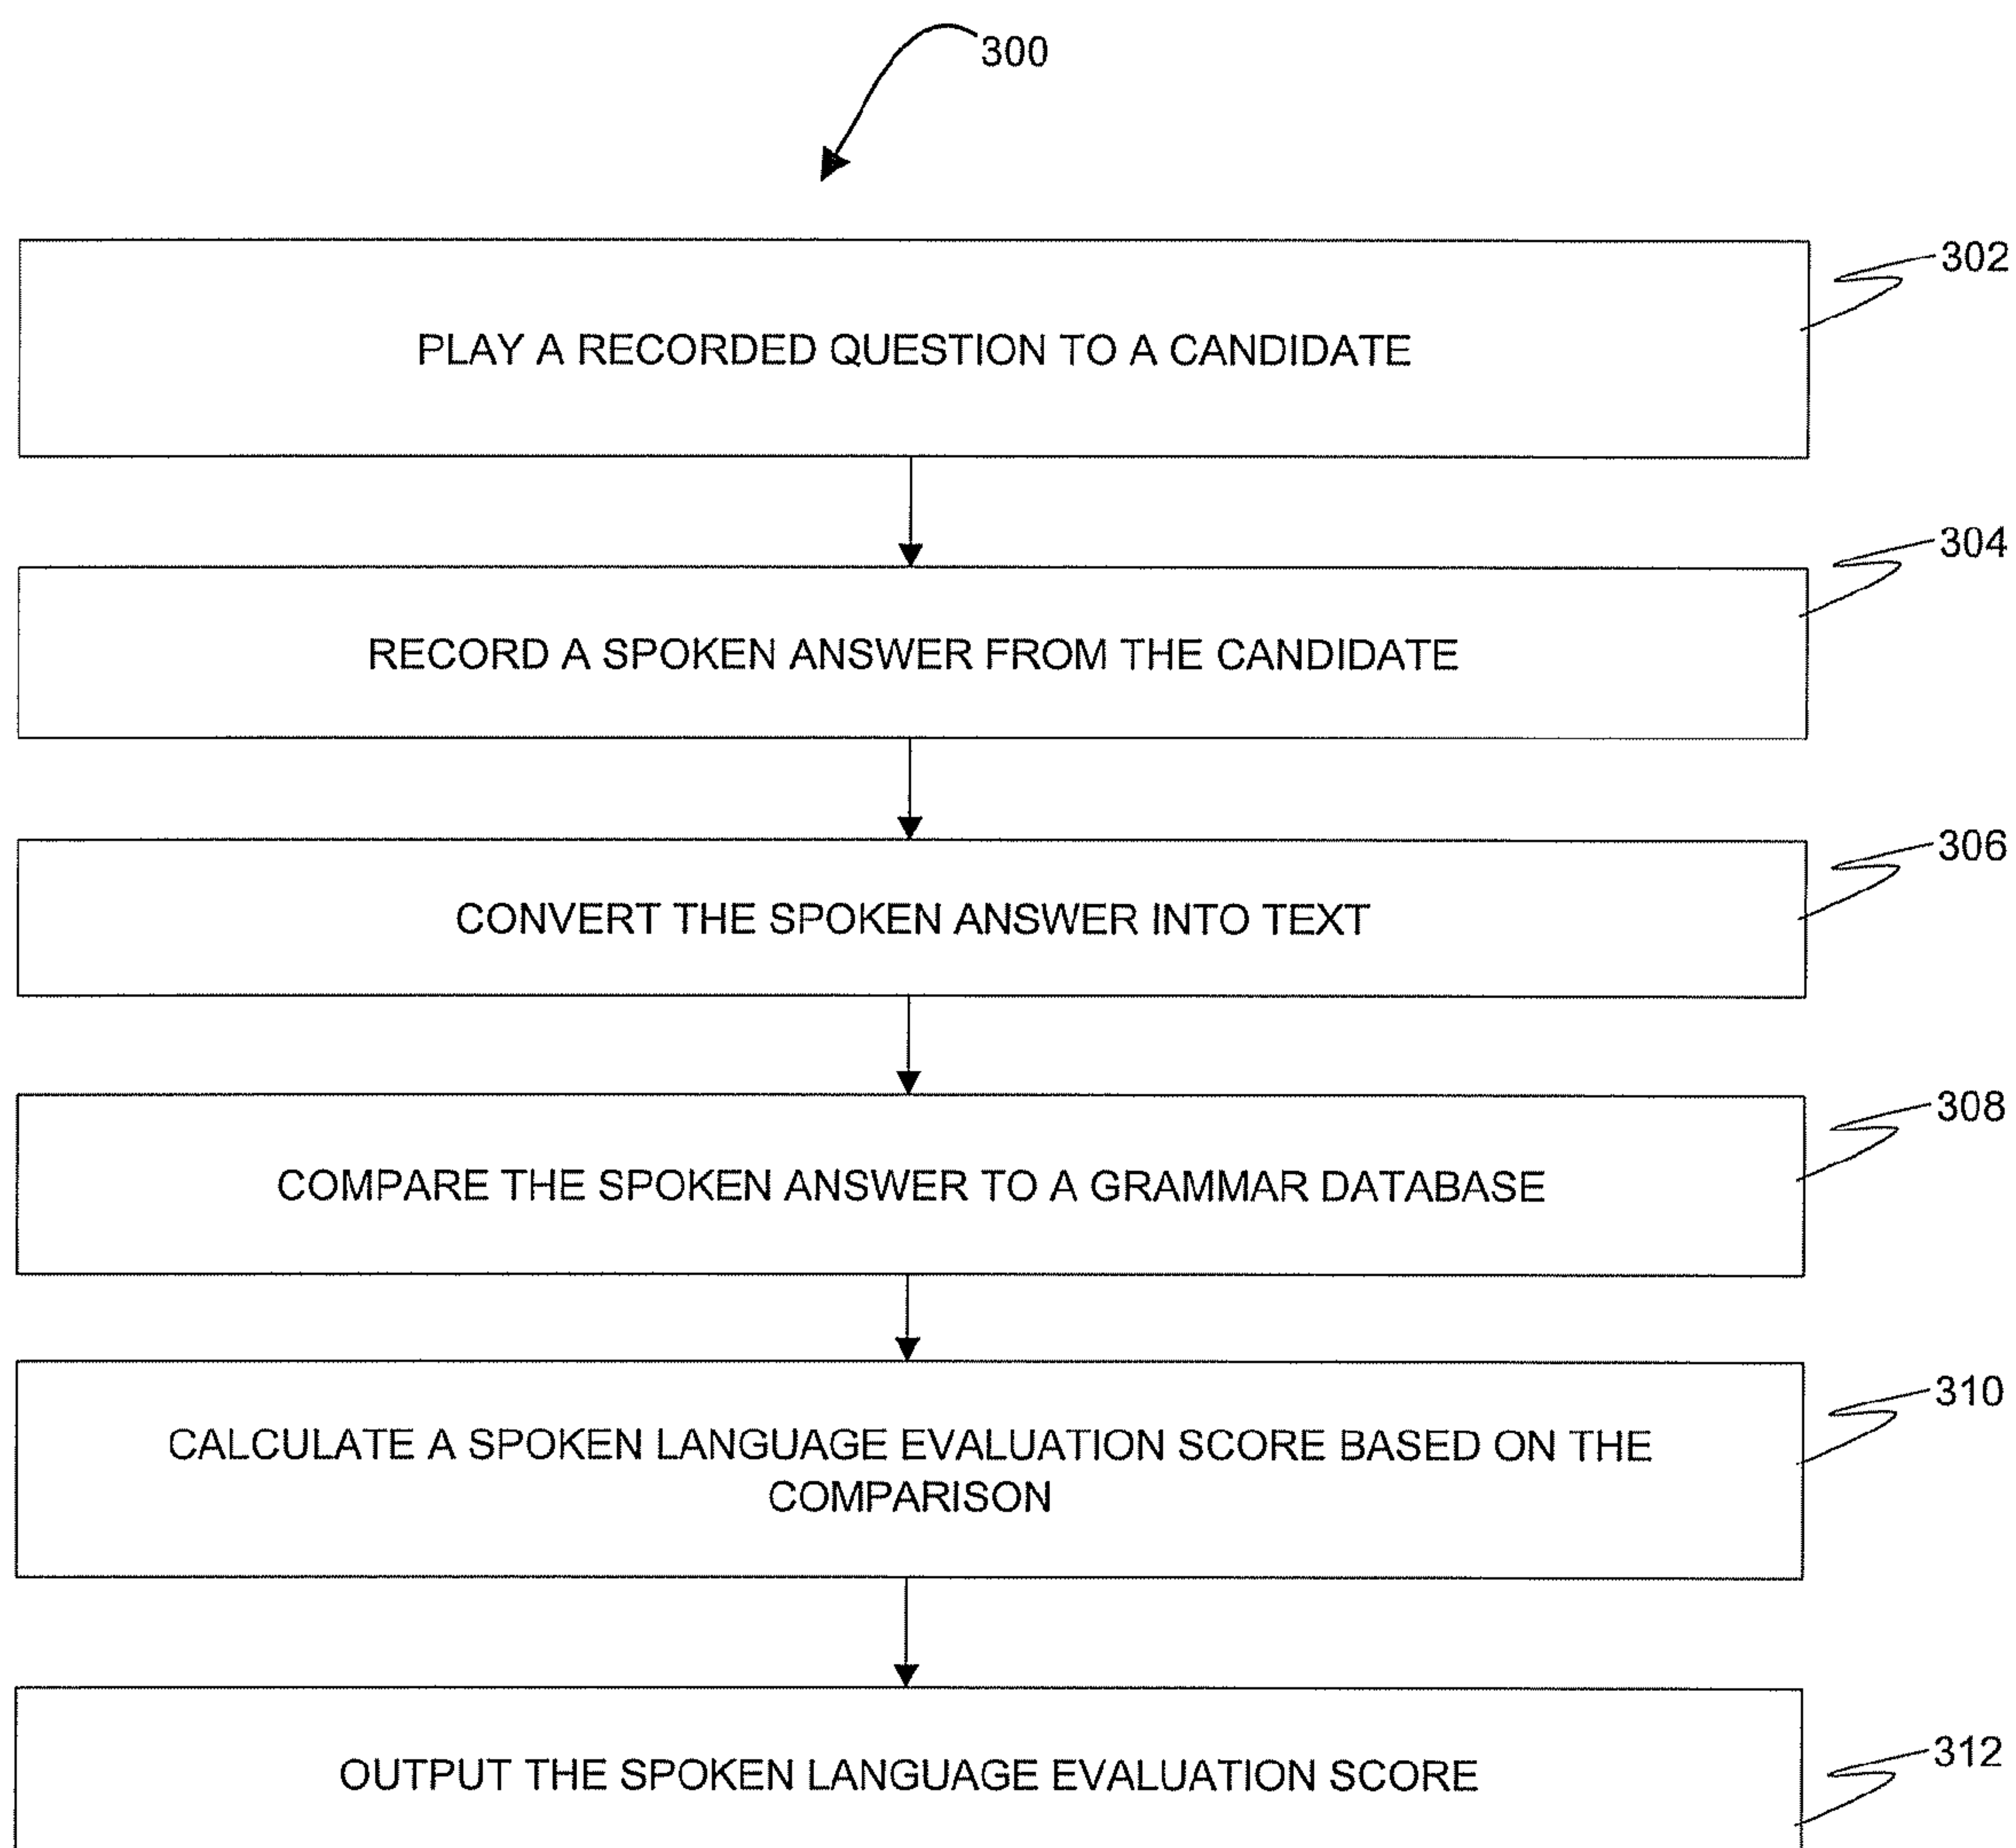 300
302
PLAY A RECORDED QUESTION TO A CANDIDATE
304
RECORD A SPOKEN ANSWER FROM THE CANDIDATE
306
CONVERT THE SPOKEN ANSWER INTO TEXT
308
COMPARE THE SPOKEN ANSWER TO A GRAMMAR DATABASE
310
CALCULATE A SPOKEN LANGUAGE EVALUATION SCORE BASED ON THE
COMPARISON
312
OUTPUT THE SPOKEN LANGUAGE EVALUATION SCORE